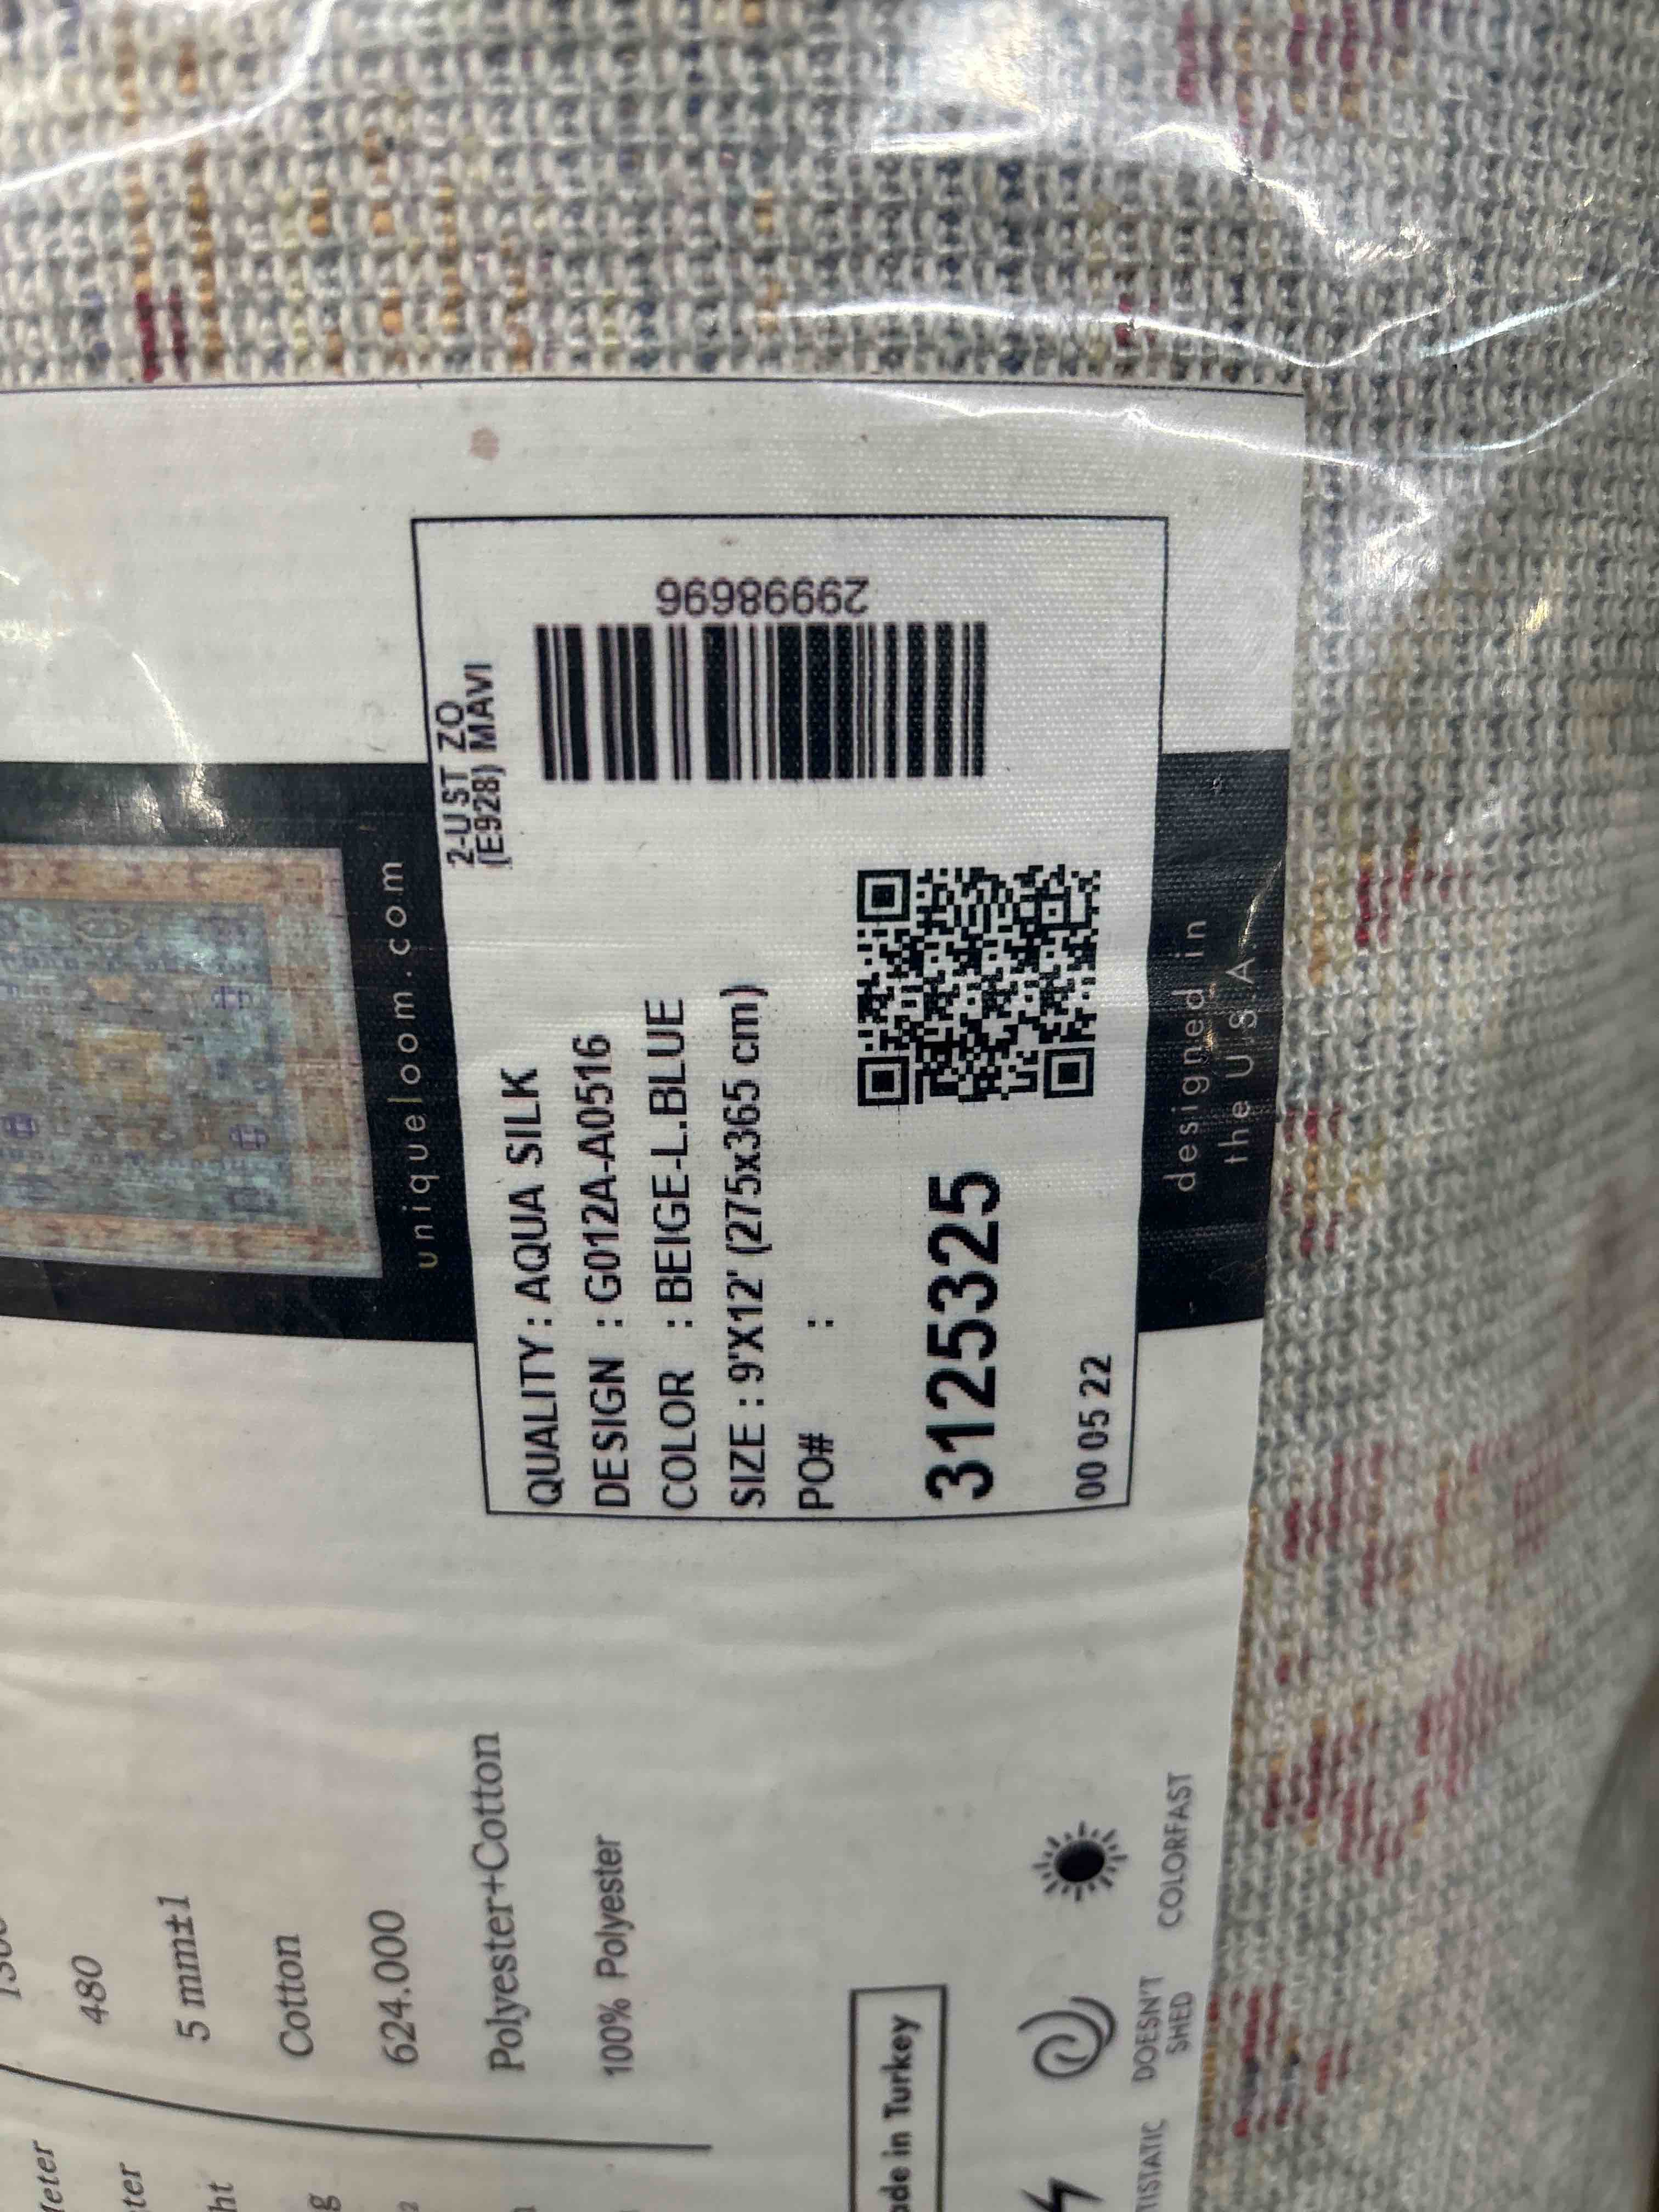 uniqueloom.com
2-UST ZO
(E928) MAVI
QUALITY : AQUA SILK
DESIGN : G012A-A0516
COLOR : BEIGE-L.BLUE
SIZE : 9'X12' (275x365 cm)
PO# :
29998696
3125325
00 05 22
designed in
the U.S.A.
480
5 mm±1
Cotton
624.000
Polyester+Cotton
100% Polyester
in Turkey
DOESN'T
SHED
COLORFAST